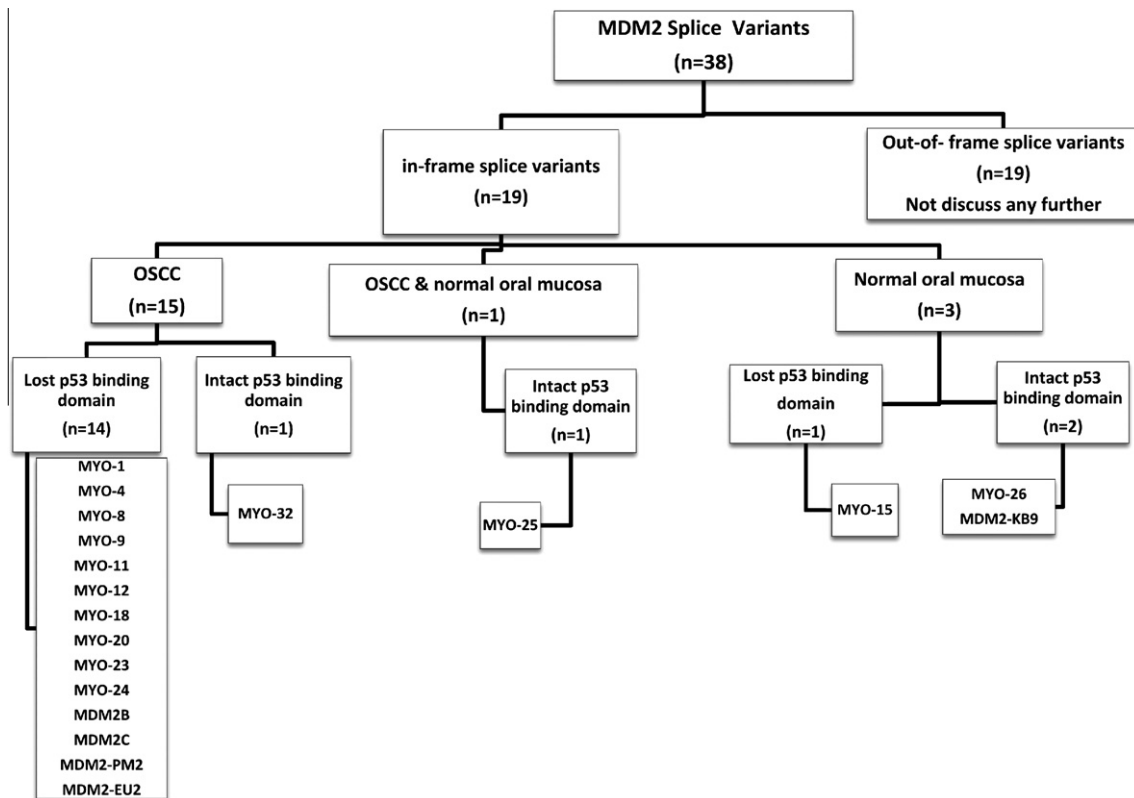 MDM2 Splice Variants
(n=38)
in-frame splice variants
(n=19)
Out-of- frame splice variants
(n=19)
Not discuss any further
OSCC
(n=15)
OSCC & normal oral mucosa
(n=1)
Normal oral mucosa
(n=3)
Lost p53 binding
domain
(n=14)
Intact p53 binding
domain
(n=1)
Intact p53
binding domain
(n=1)
Lost p53 binding
domain
(n=1)
Intact p53
binding domain
(n=2)
MYO-1
MYO-4
MYO-8
MYO-9
MYO-11
MYO-12
MYO-18
MYO-20
MYO-23
MYO-24
MDM2B
MDM2C
MDM2-PM2
MDM2-EU2
MYO-32
MYO-25
MYO-15
MYO-26
MDM2-KB9